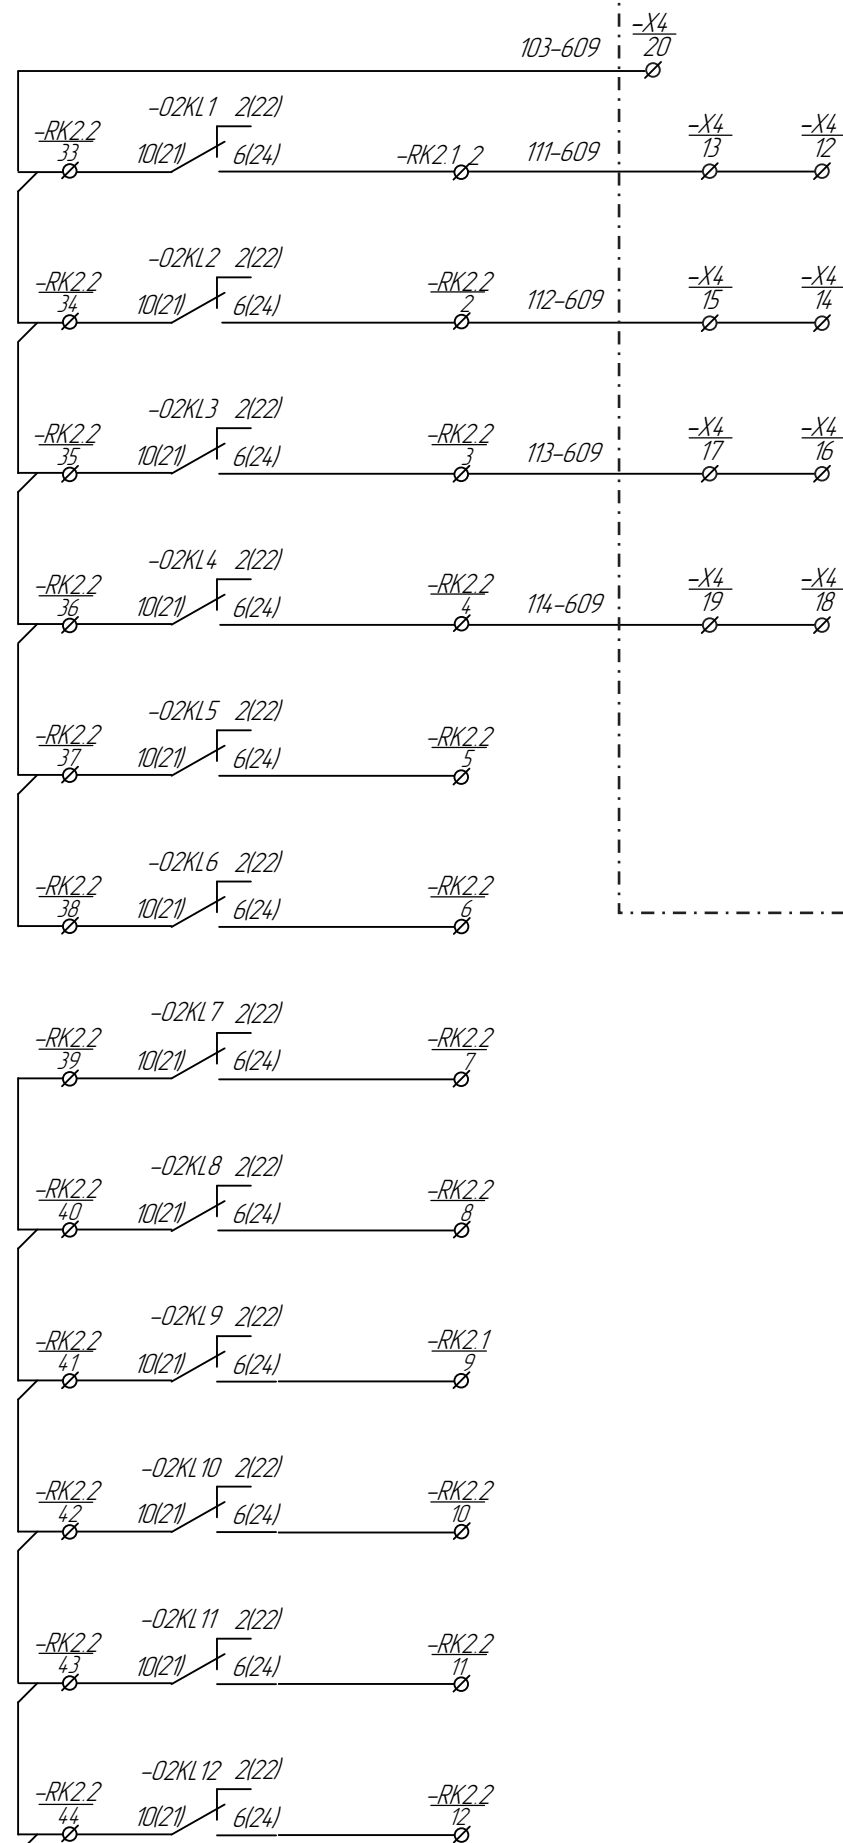 103-609
-X4
20
-02KL1 2(22)
-RK2.2
33
10(21) 6(24)
-RK2.1 2
111-609
-X4
13
-X4
12
-02KL2 2(22)
-RK2.2
34
10(21) 6(24)
-RK2.2
2
112-609
-X4
15
-X4
14
-02KL3 2(22)
-RK2.2
35
10(21) 6(24)
-RK2.2
3
113-609
-X4
17
-X4
16
-02KL4 2(22)
-RK2.2
36
10(21) 6(24)
-RK2.2
4
114-609
-X4
19
-X4
18
-02KL5 2(22)
-RK2.2
37
10(21) 6(24)
-RK2.2
5
-02KL6 2(22)
-RK2.2
38
10(21) 6(24)
-RK2.2
6
-02KL7 2(22)
-RK2.2
39
10(21) 6(24)
-RK2.2
7
-02KL8 2(22)
-RK2.2
40
10(21) 6(24)
-RK2.2
8
-02KL9 2(22)
-RK2.2
41
10(21) 6(24)
-RK2.1
9
-02KL10 2(22)
-RK2.2
42
10(21) 6(24)
-RK2.2
10
-02KL11 2(22)
-RK2.2
43
10(21) 6(24)
-RK2.2
11
-02KL12 2(22)
-RK2.2
44
10(21) 6(24)
-RK2.2
12